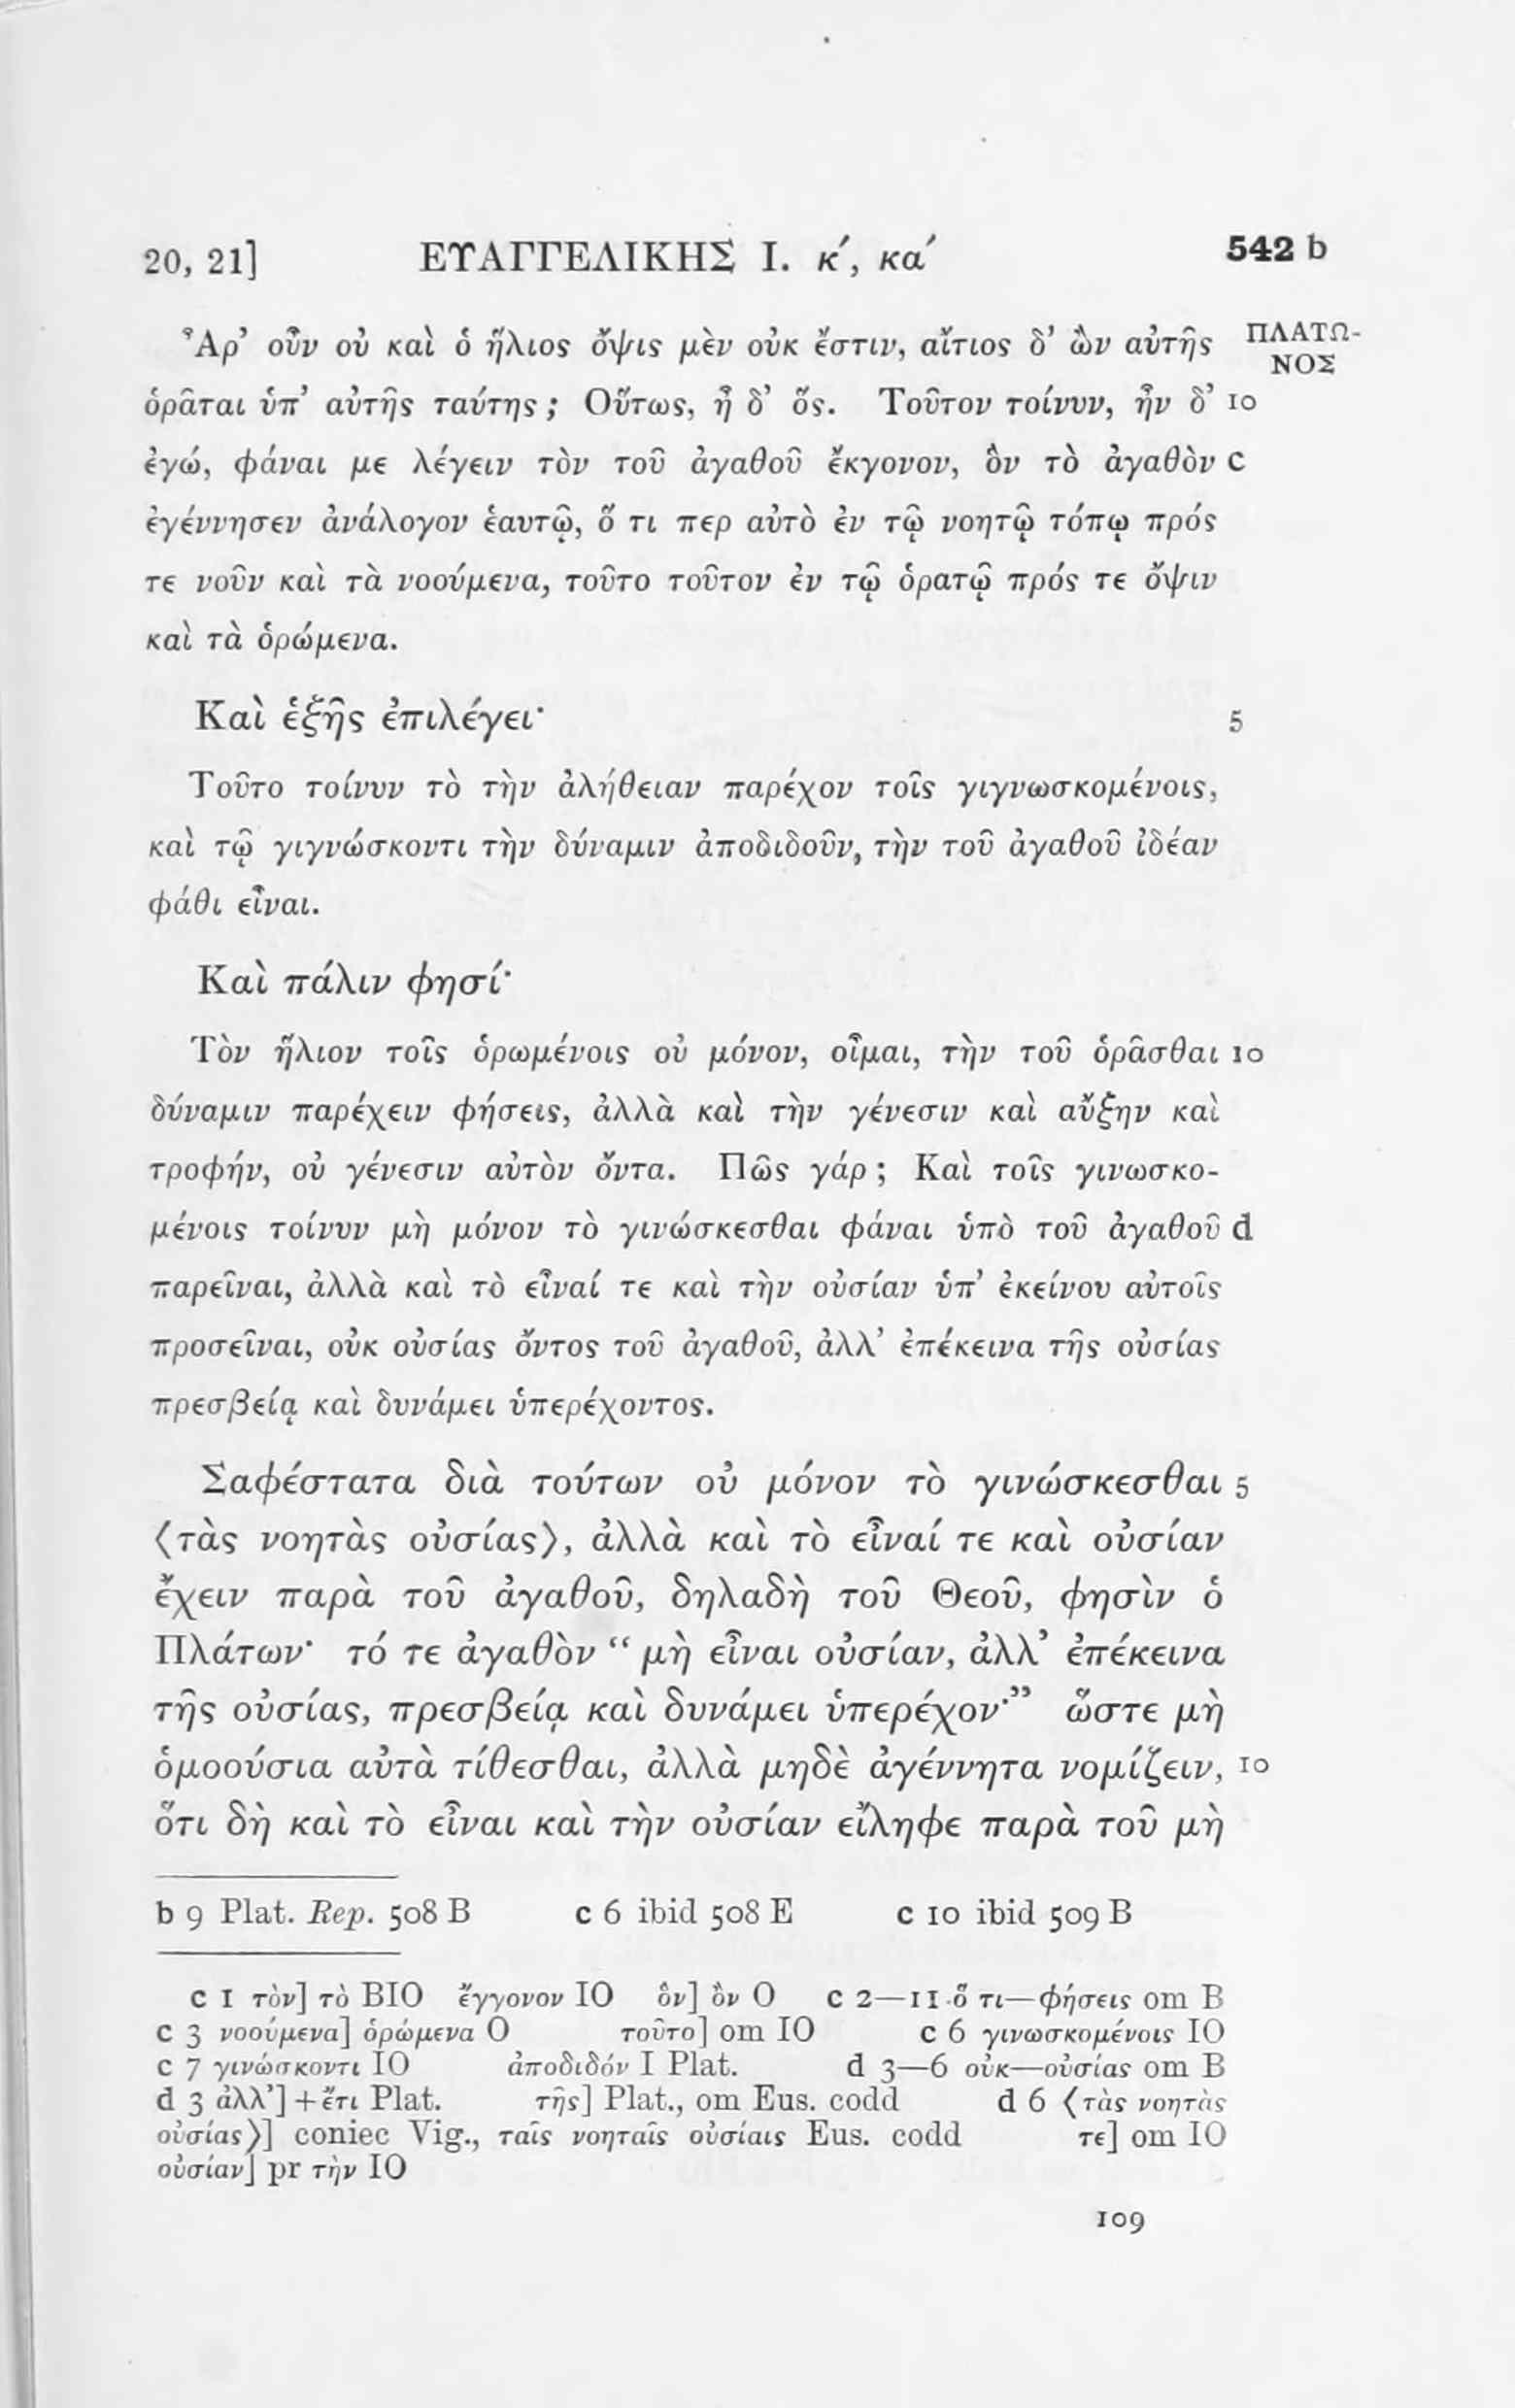 20, 21] ΕΥΑΓΓΕΛΙΚΗΣ Ι. κʹ, καʹ 542 b
Ἆρʼ οὖν οὐ καὶ ὁ ἥλιος ὄψις μὲν οὐκ ἔστιν, αἴτιος δʼ ὢν αὐτῆς ΠΛΑΤΩ-
ΝΟΣ
ὁρᾶται ὑπʼ αὐτῆς ταύτης; Οὕτως, ἦ δʼ ὅς. Τοῦτον τοίνυν, ἦν δʼ 10
ἐγώ, φάναι με λέγειν τὸν τοῦ ἀγαθοῦ ἔκγονον, ὃν τὸ ἀγαθὸν c
ἐγέννησεν ἀνάλογον ἑαυτῷ, ὅ τι περ αὐτὸ ἐν τῷ νοητῷ τόπῳ πρός
τε νοῦν καὶ τὰ νοούμενα, τοῦτο τοῦτον ἐν τῷ ὁρατῷ πρός τε ὄψιν
καὶ τὰ ὁρώμενα.
Καὶ ἑξῆς ἐπιλέγει· 5
Τοῦτο τοίνυν τὸ τὴν ἀλήθειαν παρέχον τοῖς γιγνωσκομένοις,
καὶ τῷ γιγνώσκοντι τὴν δύναμιν ἀποδιδοῦν, τὴν τοῦ ἀγαθοῦ ἰδέαν
φάθι εἶναι.
Καὶ πάλιν φησί·
Τὸν ἥλιον τοῖς ὁρωμένοις οὐ μόνον, οἶμαι, τὴν τοῦ ὁρᾶσθαι 10
δύναμιν παρέχειν φήσεις, ἀλλὰ καὶ τὴν γένεσιν καὶ αὔξην καὶ
τροφήν, οὐ γένεσιν αὐτὸν ὄντα. Πῶς γάρ; Καὶ τοῖς γινωσκο-
μένοις τοίνυν μὴ μόνον τὸ γινώσκεσθαι φάναι ὑπὸ τοῦ ἀγαθοῦ d
παρεῖναι, ἀλλὰ καὶ τὸ εἶναί τε καὶ τὴν οὐσίαν ὑπʼ ἐκείνου αὐτοῖς
προσεῖναι, οὐκ οὐσίας ὄντος τοῦ ἀγαθοῦ, ἀλλʼ ἐπέκεινα τῆς οὐσίας
πρεσβείᾳ καὶ δυνάμει ὑπερέχοντος.
Σαφέστατα διὰ τούτων οὐ μόνον τὸ γινώσκεσθαι 5
⟨τὰς νοητὰς οὐσίας⟩, ἀλλὰ καὶ τὸ εἶναί τε καὶ οὐσίαν
ἔχειν παρὰ τοῦ ἀγαθοῦ, δηλαδὴ τοῦ Θεοῦ, φησὶν ὁ
Πλάτων· τό τε ἀγαθὸν “ μὴ εἶναι οὐσίαν, ἀλλʼ ἐπέκεινα
τῆς οὐσίας, πρεσβείᾳ καὶ δυνάμει ὑπερέχον·” ὥστε μὴ
ὁμοούσια αὐτὰ τίθεσθαι, ἀλλὰ μηδὲ ἀγέννητα νομίζειν, 10
ὅτι δὴ καὶ τὸ εἶναι καὶ τὴν οὐσίαν εἴληφε παρὰ τοῦ μὴ
b 9 Plat. Rep. 508 B c 6 ibid 508 E c 10 ibid 509 B
c 1 τὸν] τὸ BIO ἔγγονον IO ὃν] ὂν O c 2—11 ὅ τι—φήσεις om B
c 3 νοούμενα] ὁρώμενα O τοῦτο] om IO c 6 γινωσκομένοις IO
c 7 γινώσκοντι IO ἀποδιδόν I Plat. d 3—6 οὐκ—οὐσίας om B
d 3 ἀλλʼ]+ἔτι Plat. τῆς] Plat., om Eus. codd d 6 ⟨τὰς νοητὰς
οὐσίας⟩] coniec Vig., ταῖς νοηταῖς οὐσίαις Eus. codd τε] om IO
οὐσίαν] pr τὴν IO
109